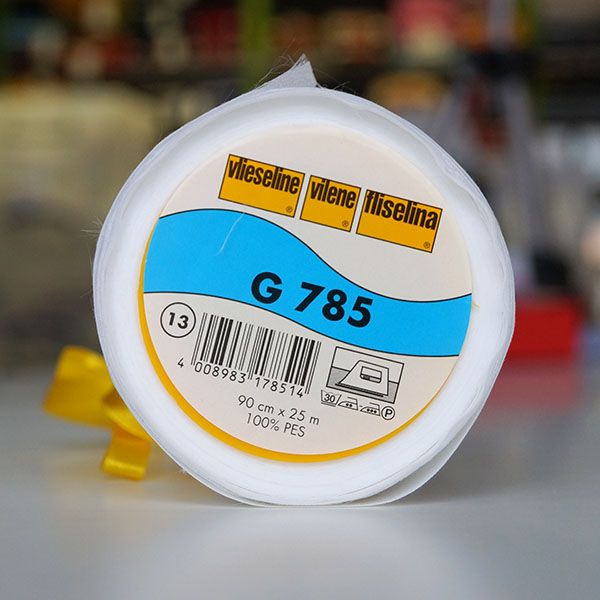 vlieseline ® vilene ® fliselina ®
G 785
13
4 008983 178514
30 P
90 cm x 25 m
100% PES